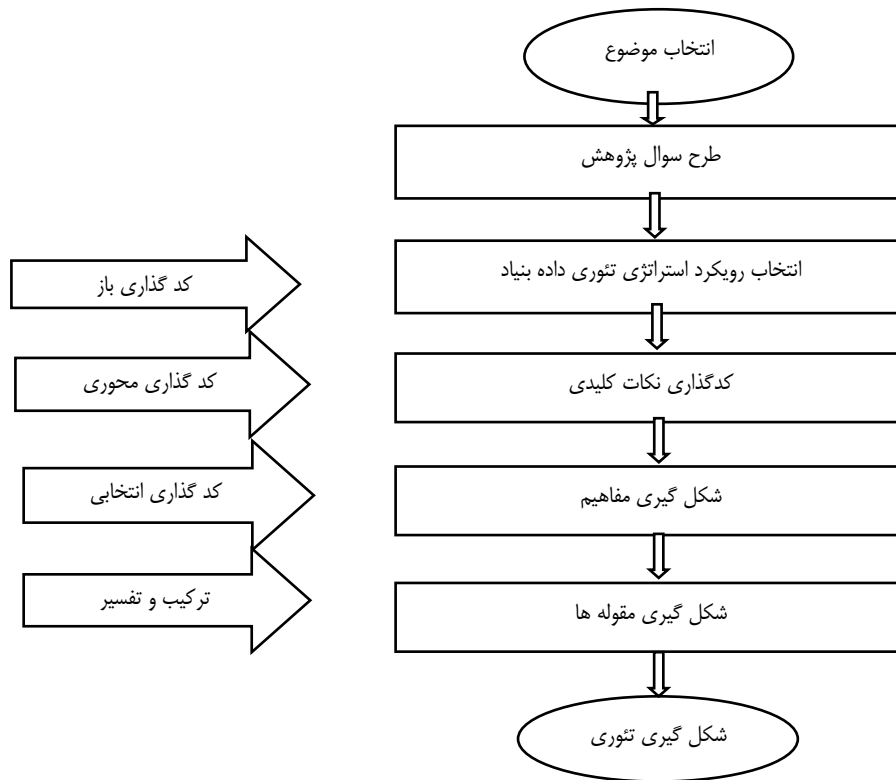 انتخاب موضوع
طرح سوال پژوهش
انتخاب رویکرد استراتژی تئوری داده بنیاد
کدگذاری نکات کلیدی
شکل گیری مفاهیم
شکل گیری مقوله ها
شکل گیری تئوری
کد گذاری باز
کد گذاری محوری
کد گذاری انتخابی
ترکیب و تفسیر